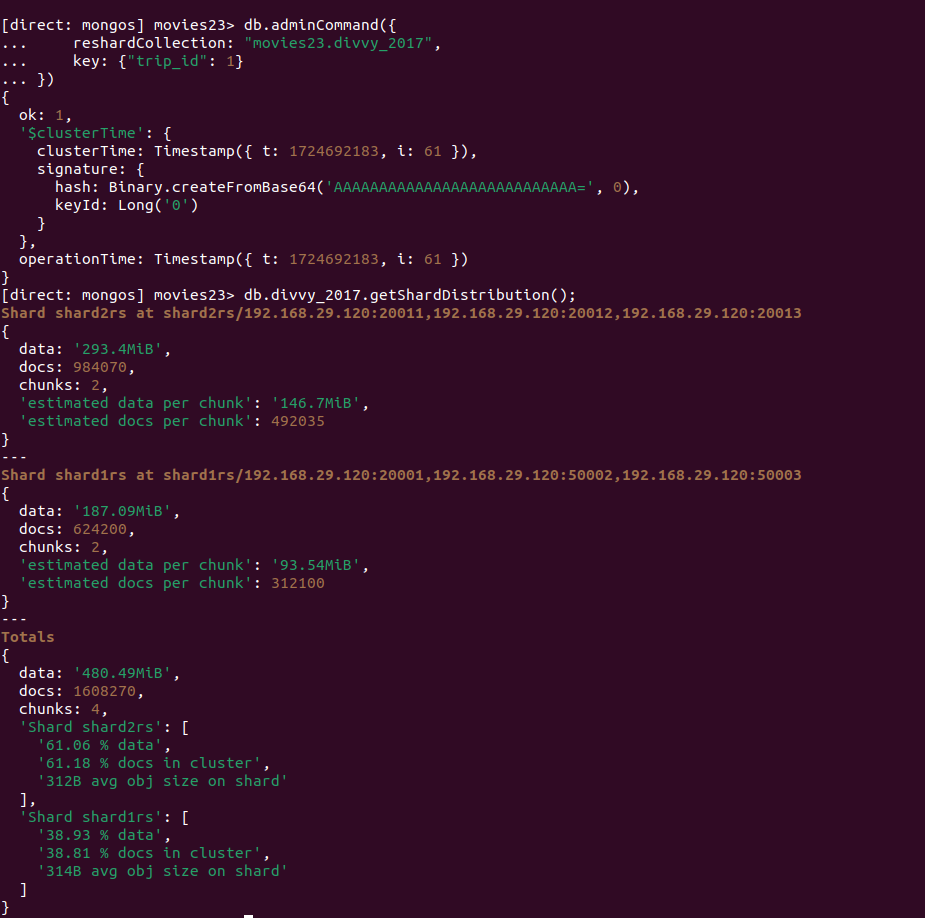 [direct: mongos] movies23> db.adminCommand({
...     reshardCollection: "movies23.divvy_2017",
...     key: {"trip_id": 1}
... })
{
  ok: 1,
  '$clusterTime': {
    clusterTime: Timestamp({ t: 1724692183, i: 61 }),
    signature: {
      hash: Binary.createFromBase64('AAAAAAAAAAAAAAAAAAAAAAAAAAA=', 0),
      keyId: Long('0')
    }
  },
  operationTime: Timestamp({ t: 1724692183, i: 61 })
}
[direct: mongos] movies23> db.divvy_2017.getShardDistribution();
Shard shard2rs at shard2rs/192.168.29.120:20011,192.168.29.120:20012,192.168.29.120:20013
{
  data: '293.4MiB',
  docs: 984070,
  chunks: 2,
  'estimated data per chunk': '146.7MiB',
  'estimated docs per chunk': 492035
}
---
Shard shard1rs at shard1rs/192.168.29.120:20001,192.168.29.120:50002,192.168.29.120:50003
{
  data: '187.09MiB',
  docs: 624200,
  chunks: 2,
  'estimated data per chunk': '93.54MiB',
  'estimated docs per chunk': 312100
}
---
Totals
{
  data: '480.49MiB',
  docs: 1608270,
  chunks: 4,
  'Shard shard2rs': [
    '61.06 % data',
    '61.18 % docs in cluster',
    '312B avg obj size on shard'
  ],
  'Shard shard1rs': [
    '38.93 % data',
    '38.81 % docs in cluster',
    '314B avg obj size on shard'
  ]
}